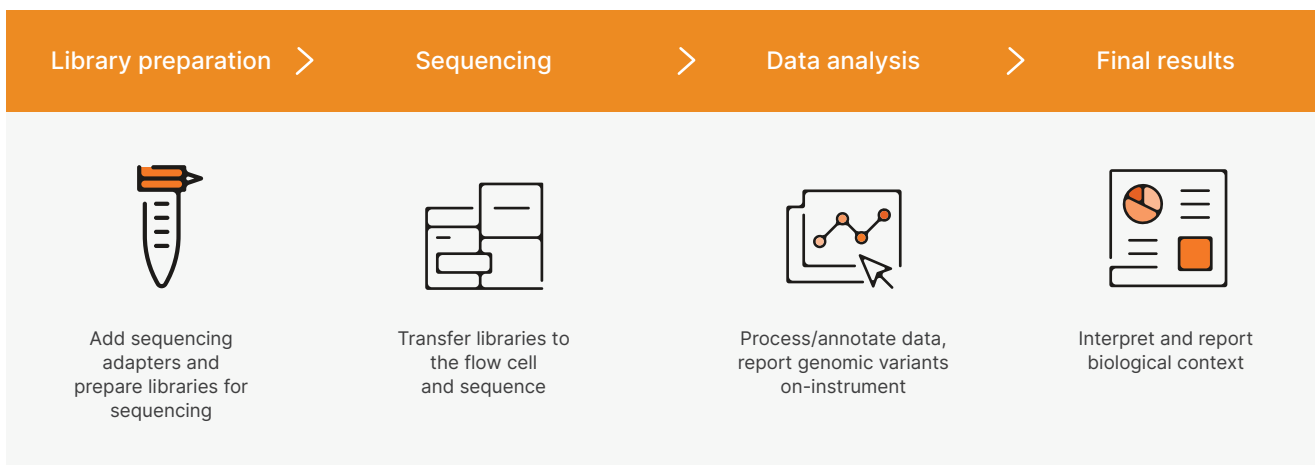 Library preparation
Sequencing
Data analysis
Final results
Add sequencing
adapters and
prepare libraries for
sequencing
Transfer libraries to
the flow cell
and sequence
Process/annotate data,
report genomic variants
on-instrument
Interpret and report
biological context